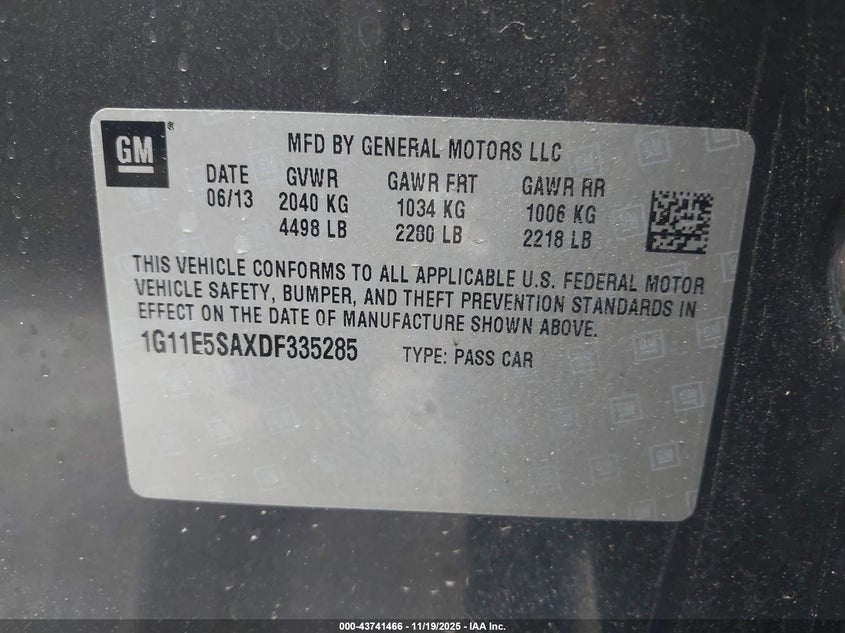 GM®
MFD BY GENERAL MOTORS LLC
DATE GVWR GAWR FRT GAWR RR
06/13 2040 KG 1034 KG 1006 KG
4498 LB 2280 LB 2218 LB
THIS VEHICLE CONFORMS TO ALL APPLICABLE U.S. FEDERAL MOTOR
VEHICLE SAFETY, BUMPER, AND THEFT PREVENTION STANDARDS IN
EFFECT ON THE DATE OF MANUFACTURE SHOWN ABOVE.
1G11E5SAXDF335285 TYPE: PASS CAR
000-43741466 - 11/19/2025 - IAA Inc.